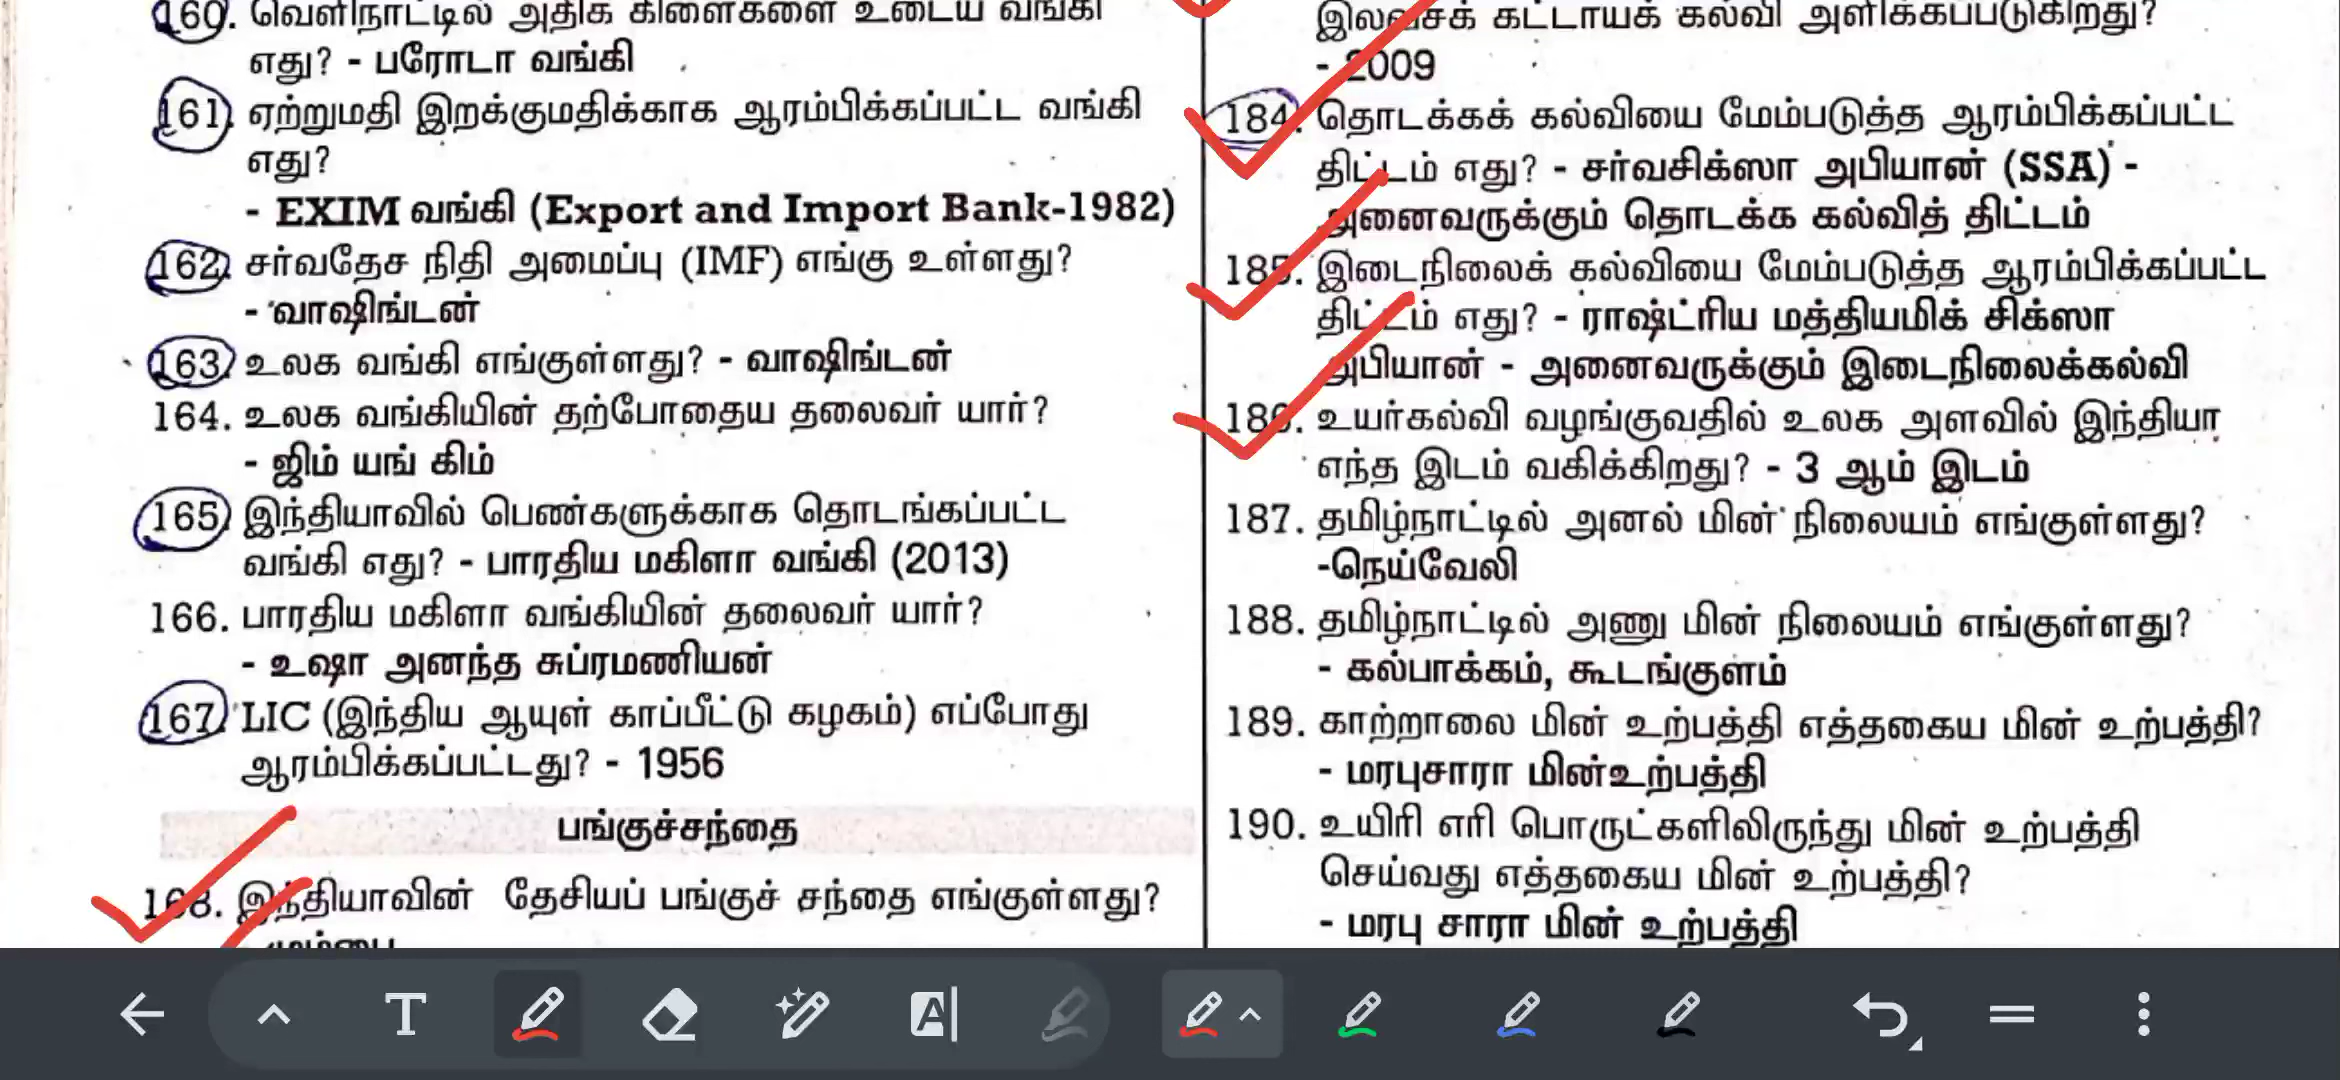 160. வெளிநாட்டில் அதிக கிளைகளை உடைய வங்கி
எது? - பரோடா வங்கி
161. ஏற்றுமதி இறக்குமதிக்காக ஆரம்பிக்கப்பட்ட வங்கி
எது?
- EXIM வங்கி (Export and Import Bank-1982)
162. சர்வதேச நிதி அமைப்பு (IMF) எங்கு உள்ளது?
- வாஷிங்டன்
163. உலக வங்கி எங்குள்ளது? - வாஷிங்டன்
164. உலக வங்கியின் தற்போதைய தலைவர் யார்?
- ஜிம் யங் கிம்
165. இந்தியாவில் பெண்களுக்காக தொடங்கப்பட்ட
வங்கி எது? - பாரதிய மகிளா வங்கி (2013)
166. பாரதிய மகிளா வங்கியின் தலைவர் யார்?
- உஷா அனந்த சுப்ரமணியன்
167. LIC (இந்திய ஆயுள் காப்பீட்டு கழகம்) எப்போது
ஆரம்பிக்கப்பட்டது? - 1956
பங்குச்சந்தை
168. இந்தியாவின் தேசியப் பங்குச் சந்தை எங்குள்ளது?
- மும்பை
இலவசக் கட்டாயக் கல்வி அளிக்கப்படுகிறது?
- 2009
184. தொடக்கக் கல்வியை மேம்படுத்த ஆரம்பிக்கப்பட்ட
திட்டம் எது? - சர்வசிக்ஸா அபியான் (SSA) -
அனைவருக்கும் தொடக்க கல்வித் திட்டம்
185. இடைநிலைக் கல்வியை மேம்படுத்த ஆரம்பிக்கப்பட்ட
திட்டம் எது? - ராஷ்ட்ரிய மத்தியமிக் சிக்ஸா
அபியான் - அனைவருக்கும் இடைநிலைக்கல்வி
186. உயர்கல்வி வழங்குவதில் உலக அளவில் இந்தியா
எந்த இடம் வகிக்கிறது? - 3 ஆம் இடம்
187. தமிழ்நாட்டில் அனல் மின் நிலையம் எங்குள்ளது?
-நெய்வேலி
188. தமிழ்நாட்டில் அணு மின் நிலையம் எங்குள்ளது?
- கல்பாக்கம், கூடங்குளம்
189. காற்றாலை மின் உற்பத்தி எத்தகைய மின் உற்பத்தி?
- மரபுசாரா மின்உற்பத்தி
190. உயிரி எரி பொருட்களிலிருந்து மின் உற்பத்தி
செய்வது எத்தகைய மின் உற்பத்தி?
- மரபு சாரா மின் உற்பத்தி